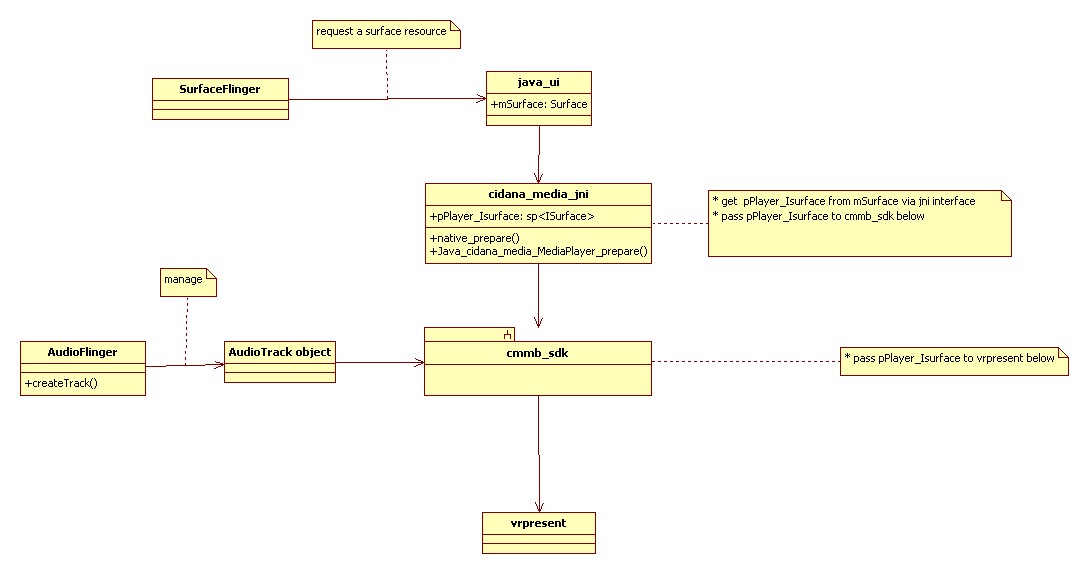 request a surface resource
SurfaceFlinger
java_ui
+mSurface: Surface
cidana_media_jni
+pPlayer_Isurface: sp<ISurface>
+native_prepare()
+Java_cidana_media_MediaPlayer_prepare()
* get  pPlayer_Isurface from mSurface via jni interface
* pass pPlayer_Isurface to cmmb_sdk below
manage
AudioFlinger
+createTrack()
AudioTrack object
cmmb_sdk
* pass pPlayer_Isurface to vrpresent below
vrpresent